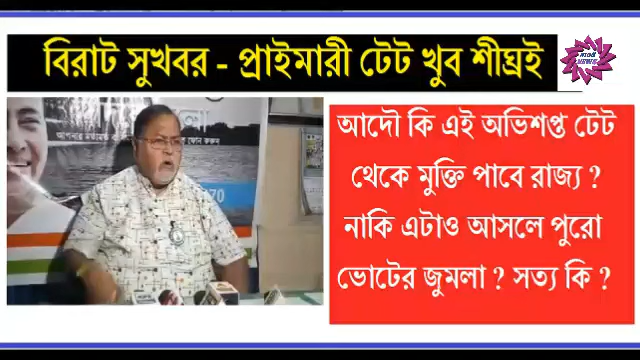 বিরাট সুখবর - প্রাইমারী টেট খুব শীঘ্রই
আদৌ কি এই অভিশপ্ত টেট
থেকে মুক্তি পাবে রাজ্য ?
নাকি এটাও আসলে পুরো
ভোটের জুমলা ? সত্য কি ?